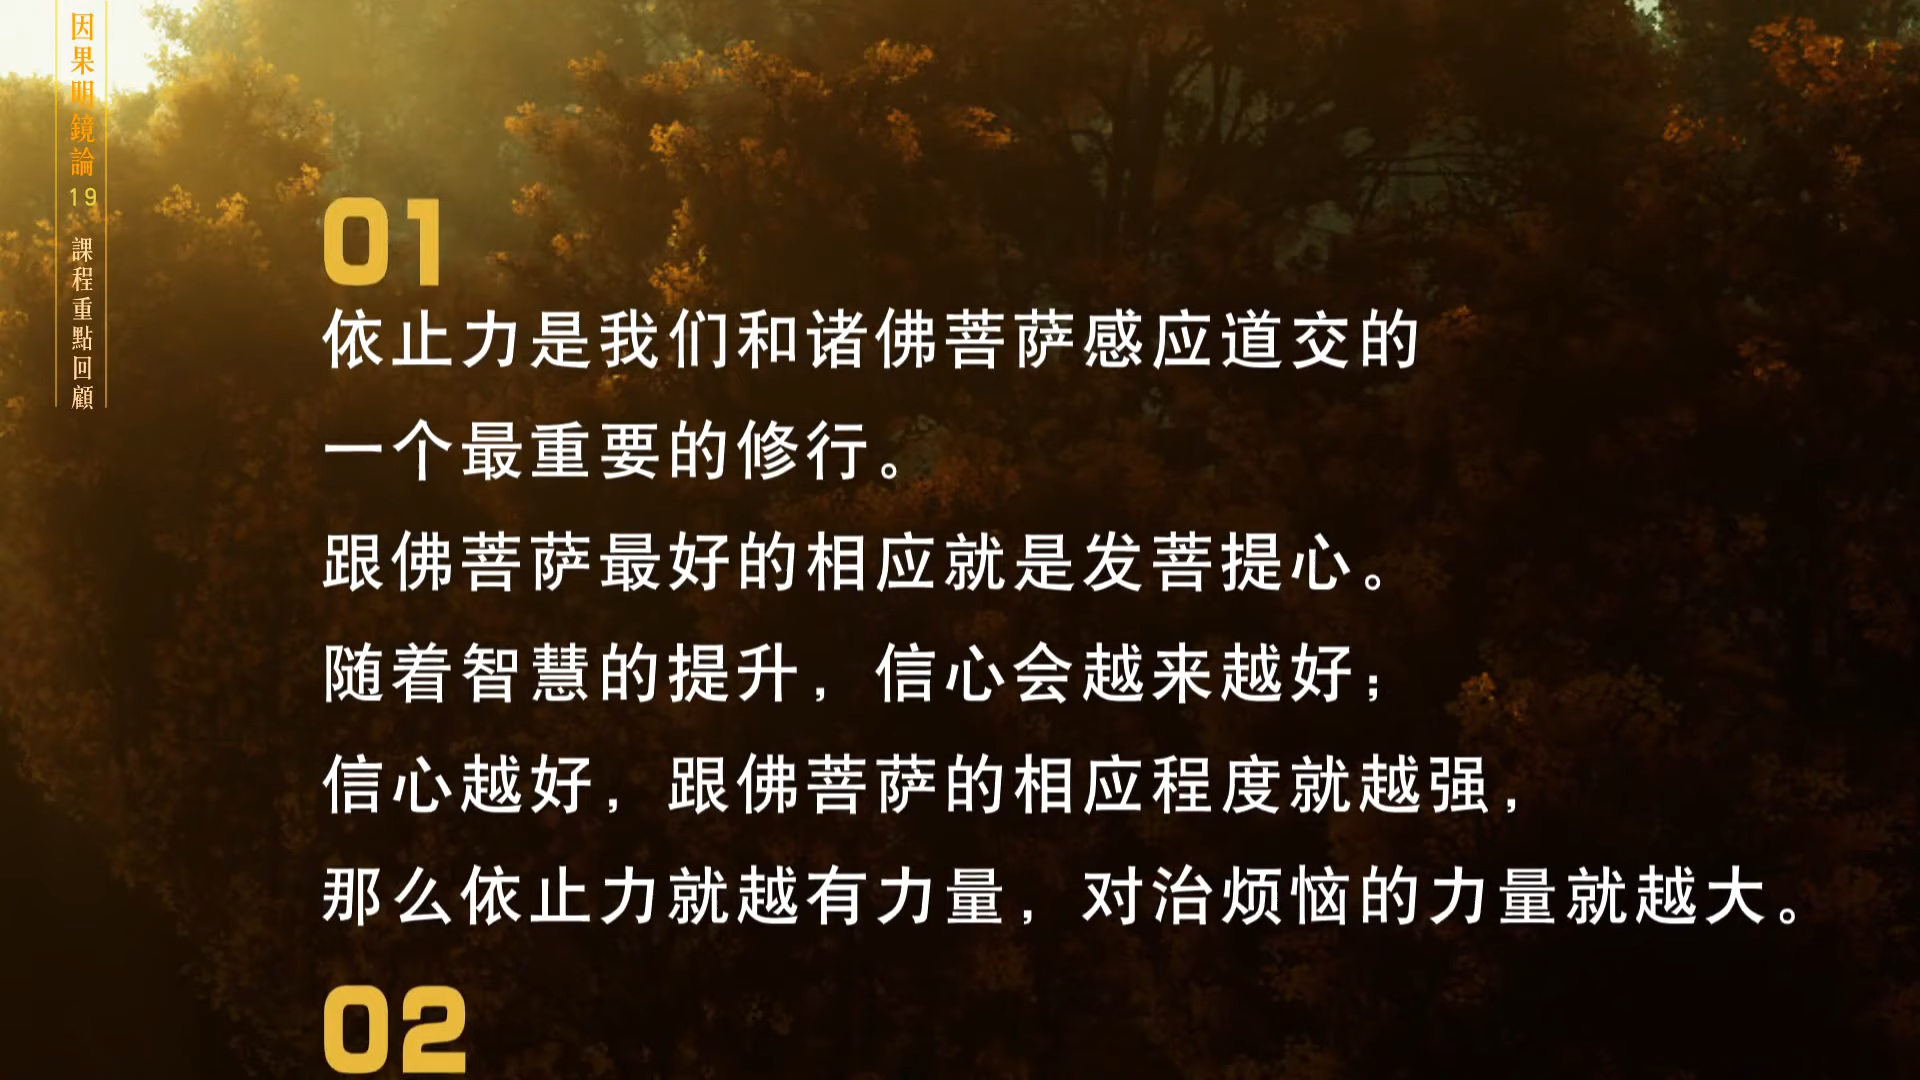 因果明鏡論
19
課程重點回顧
01
依止力是我们和诸佛菩萨感应道交的
一个最重要的修行。
跟佛菩萨最好的相应就是发菩提心。
随着智慧的提升，信心会越来越好；
信心越好，跟佛菩萨的相应程度就越强，
那么依止力就越有力量，对治烦恼的力量就越大。
02